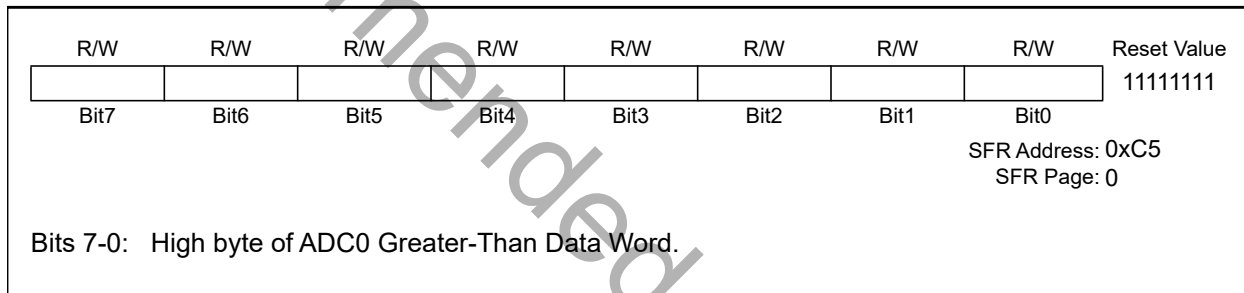 R/W R/W R/W R/W R/W R/W R/W R/W Reset Value
11111111
Bit7 Bit6 Bit5 Bit4 Bit3 Bit2 Bit1 Bit0
SFR Address: 0xC5
SFR Page: 0
Bits 7-0: High byte of ADC0 Greater-Than Data Word.